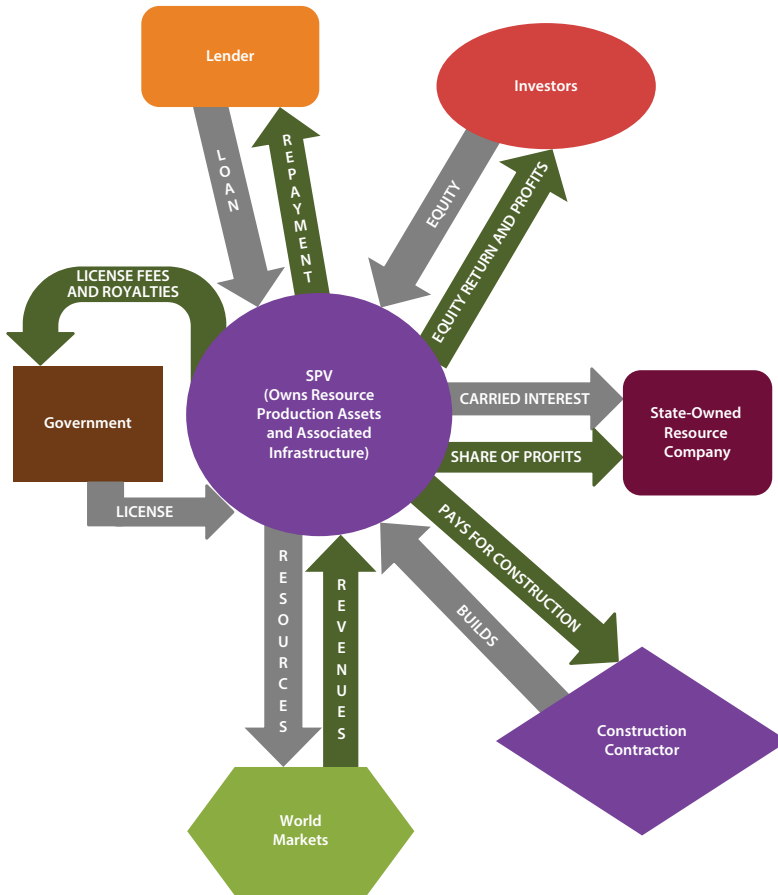 Lender
Investors
LOAN
REPAYMENT
EQUITY
EQUITY RETURN AND PROFITS
LICENSE FEES
AND ROYALTIES
Government
LICENSE
SPV
(Owns Resource
Production Assets
and Associated
Infrastructure)
CARRIED INTEREST
SHARE OF PROFITS
State-Owned
Resource
Company
PAYS FOR CONSTRUCTION
BUILDS
RESOURCES
REVENUES
Construction
Contractor
World
Markets